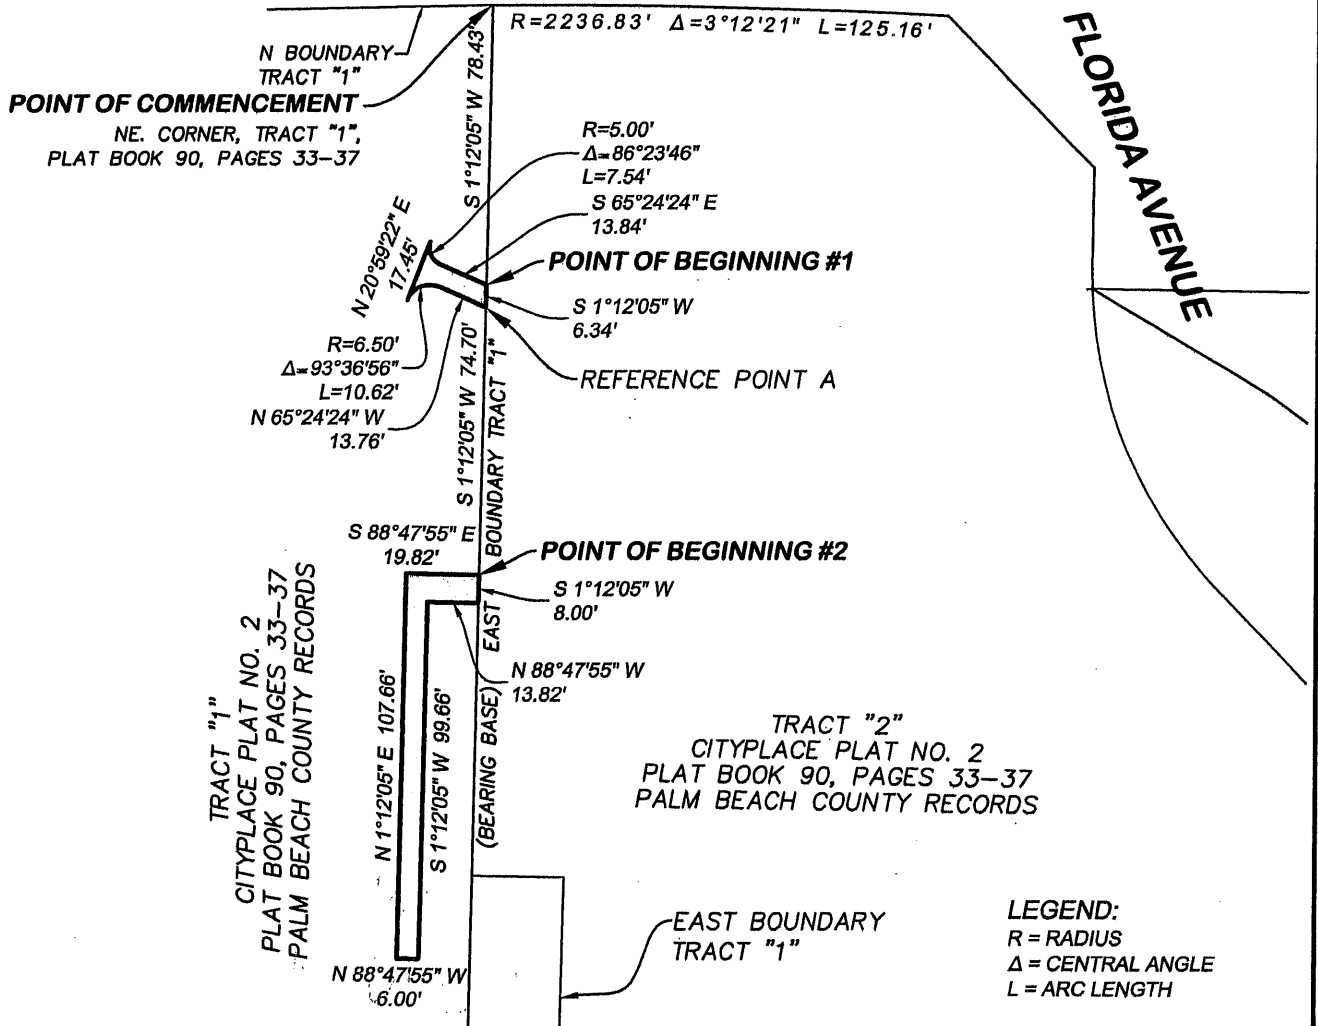 R=2236.83' Δ=3°12'21" L=125.16'
N BOUNDARY
TRACT "1"
POINT OF COMMENCEMENT
NE. CORNER, TRACT "1",
PLAT BOOK 90, PAGES 33-37
S 1°12'05" W 78.43'
FLORIDA AVENUE
R=5.00'
Δ=86°23'46"
L=7.54'
S 65°24'24" E
13.84'
N 20°59'22" E
17.45'
POINT OF BEGINNING #1
S 1°12'05" W
6.34'
R=6.50'
Δ=93°36'56"
L=10.62'
N 65°24'24" W
13.76'
REFERENCE POINT A
S 1°12'05" W 74.70'
(BEARING BASE) EAST BOUNDARY TRACT "1"
S 88°47'55" E
19.82'
POINT OF BEGINNING #2
S 1°12'05" W
8.00'
N 88°47'55" W
13.82'
N 1°12'05" E 107.66'
S 1°12'05" W 99.66'
TRACT "1"
CITYPLACE PLAT NO. 2
PLAT BOOK 90, PAGES 33-37
PALM BEACH COUNTY RECORDS
TRACT "2"
CITYPLACE PLAT NO. 2
PLAT BOOK 90, PAGES 33-37
PALM BEACH COUNTY RECORDS
N 88°47'55" W
6.00'
EAST BOUNDARY
TRACT "1"
LEGEND:
R = RADIUS
Δ = CENTRAL ANGLE
L = ARC LENGTH